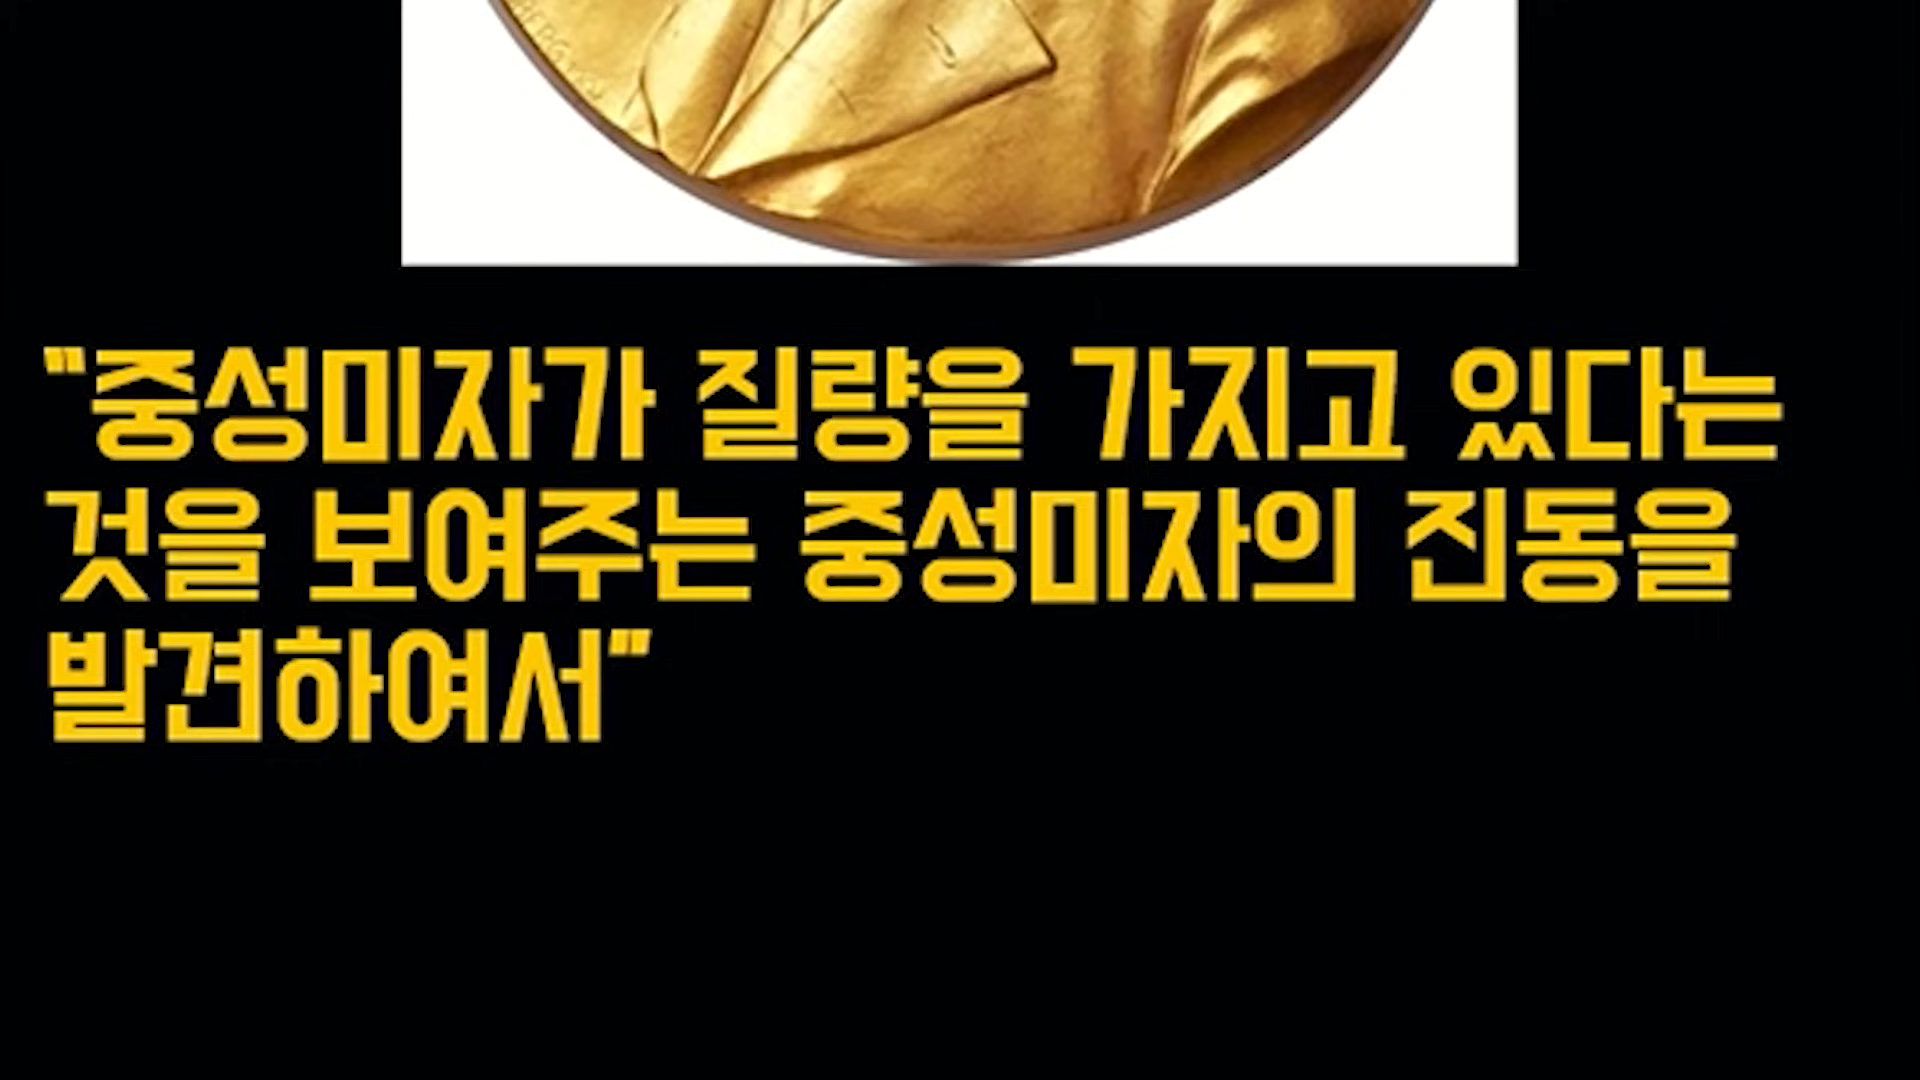 "중성미자가 질량을 가지고 있다는
것을 보여주는 중성미자의 진동을
발견하여서"